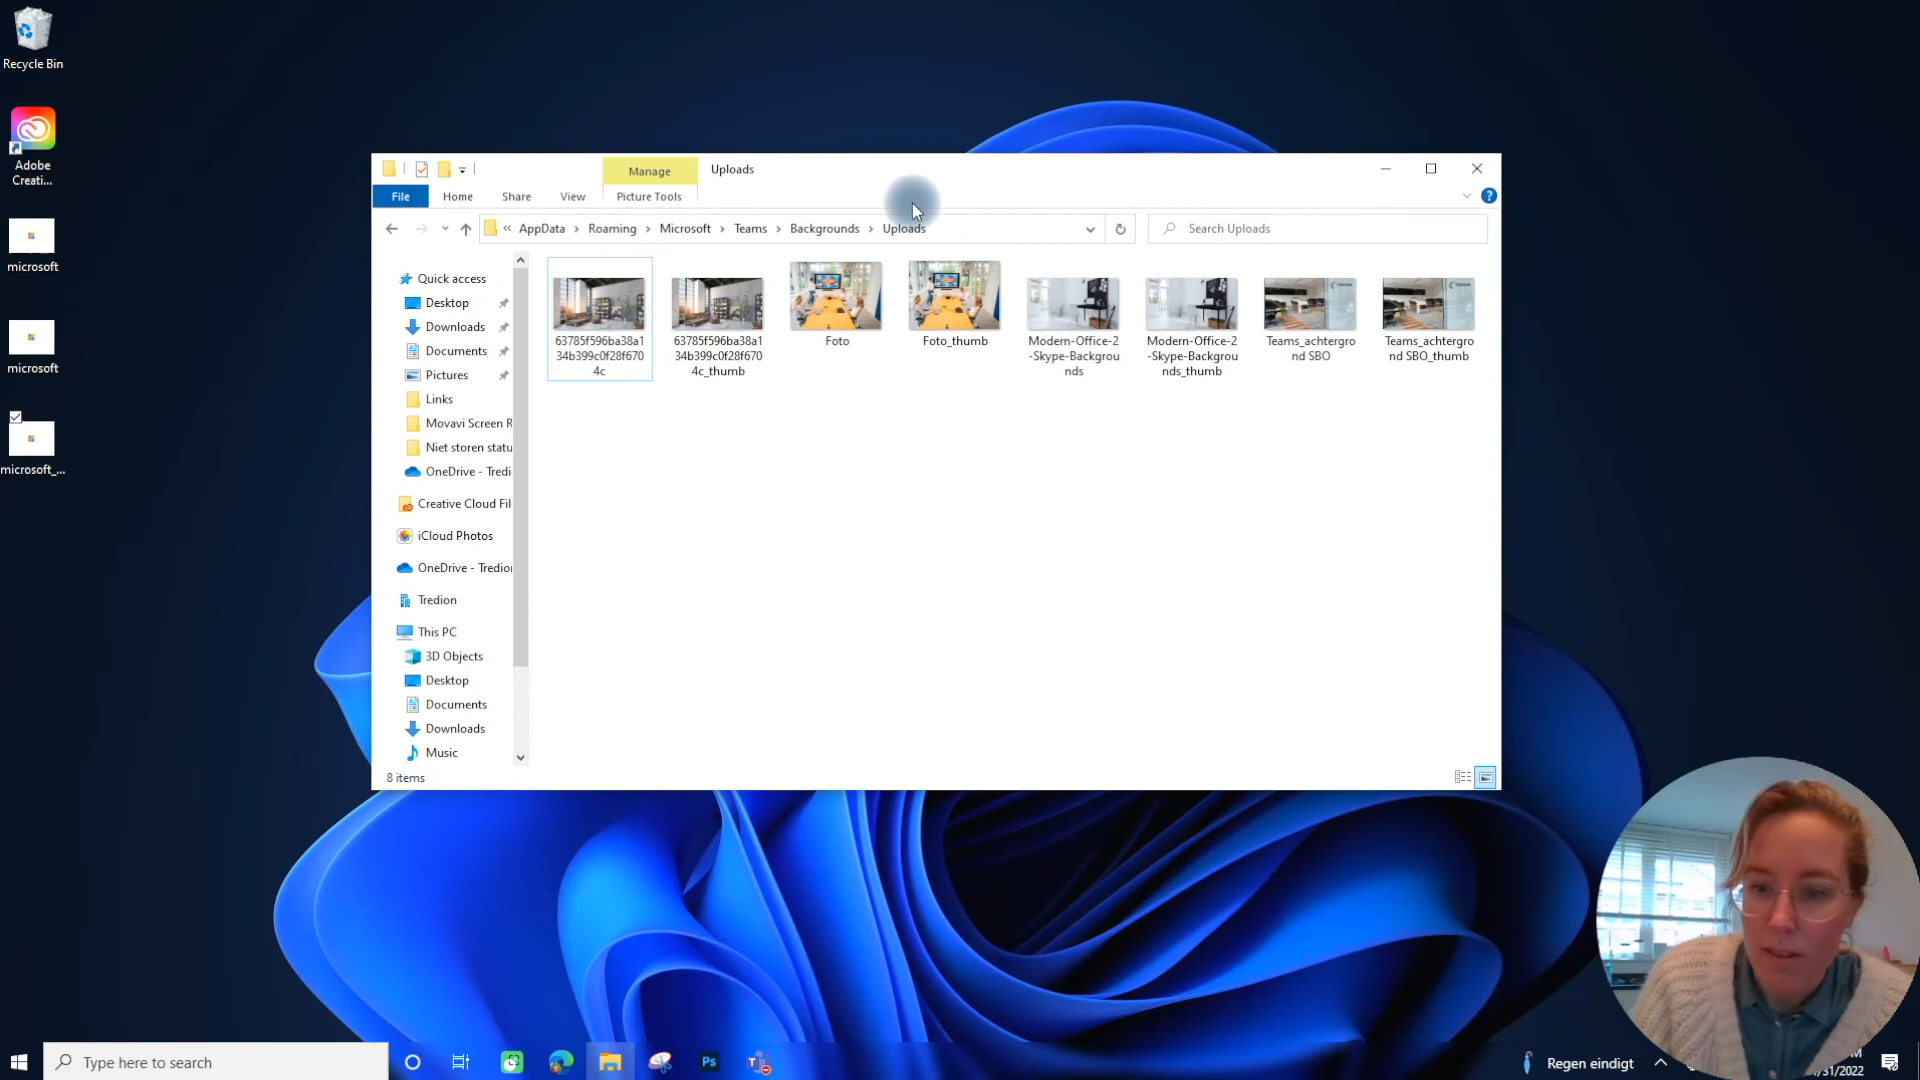 Recycle Bin
Adobe
Creati...
microsoft
microsoft
microsoft_...
Manage
Uploads
File
Home
Share
View
Picture Tools
« AppData › Roaming › Microsoft › Teams › Backgrounds › Uploads
Search Uploads
Quick access
Desktop
Downloads
Documents
Pictures
Links
Movavi Screen R
Niet storen statu
OneDrive - Tredi
Creative Cloud Fil
iCloud Photos
OneDrive - Tredion
Tredion
This PC
3D Objects
Desktop
Documents
Downloads
Music
63785f596ba38a1
34b399c0f28f670
4c
63785f596ba38a1
34b399c0f28f670
4c_thumb
Foto
Foto_thumb
Modern-Office-2
-Skype-Backgrou
nds
Modern-Office-2
-Skype-Backgrou
nds_thumb
Teams_achtergro
nd SBO
Teams_achtergro
nd SBO_thumb
8 items
Type here to search
Ps
T
Regen eindigt
M
/31/2022